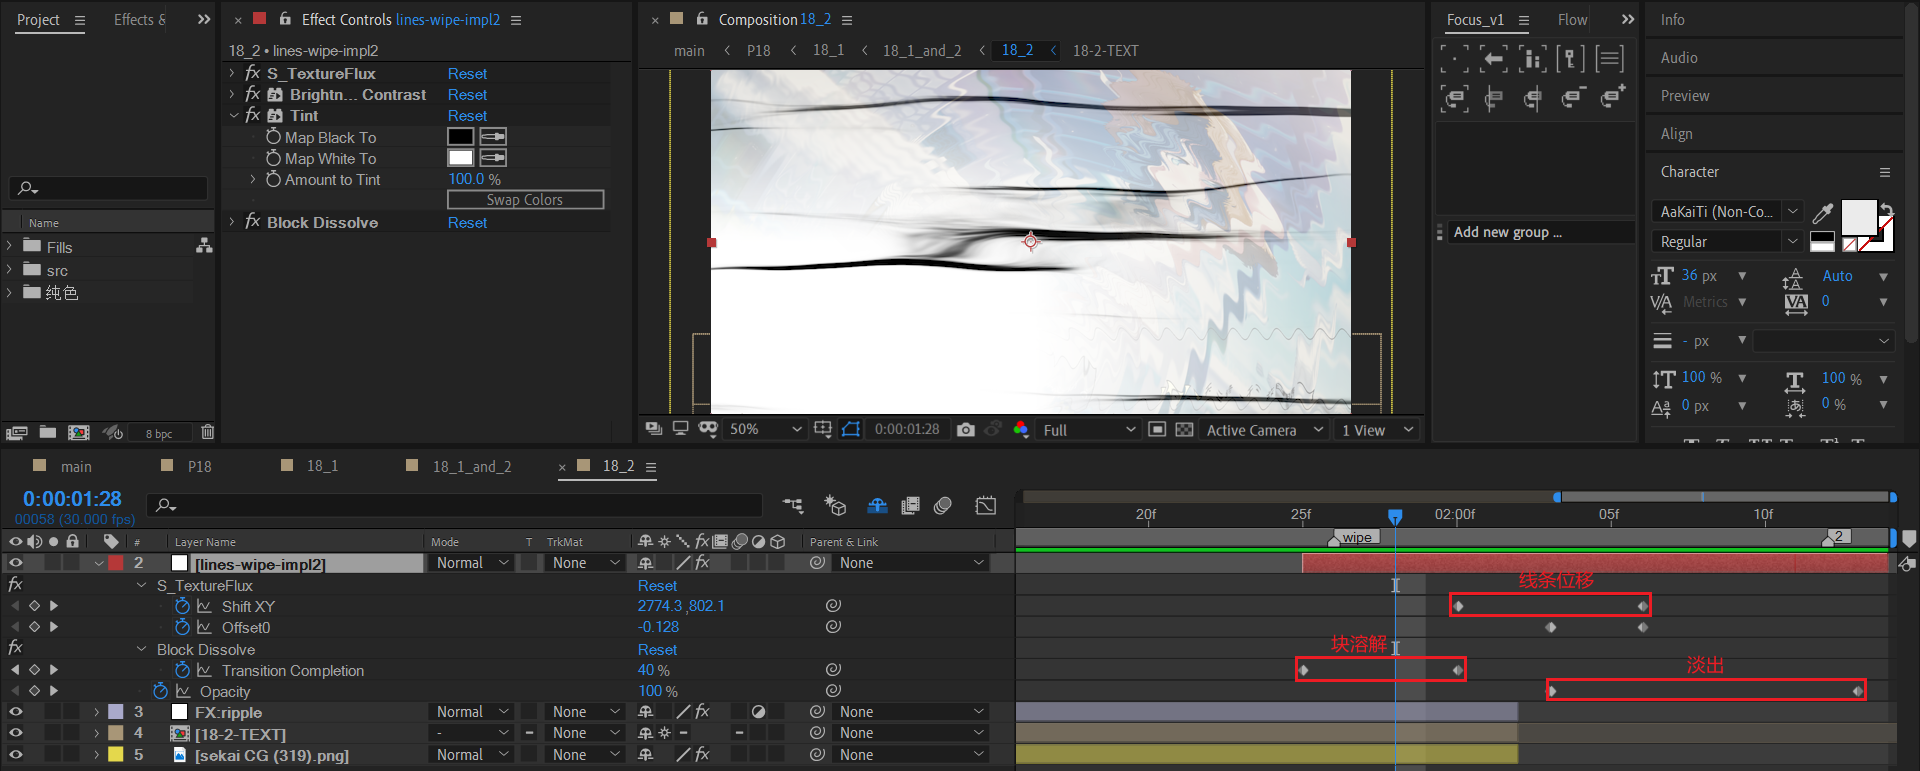 Project
Effects &
Effect Controls lines-wipe-impl2
Composition 18_2
Focus_v1
Flow
Info
18_2 • lines-wipe-impl2
main
P18
18_1
18_1_and_2
18_2
18-2-TEXT
Audio
Preview
Align
Character
fx S_TextureFlux
Reset
fx Brightn... Contrast
Reset
fx Tint
Reset
Map Black To
Map White To
Amount to Tint
100.0 %
Swap Colors
fx Block Dissolve
Reset
Name
Fills
src
纯色
8 bpc
50%
0:00:01:28
Full
Active Camera
1 View
Add new group ...
AaKaiTi (Non-Co...
Regular
36 px
Auto
Metrics
0
- px
100 %
100 %
0 px
0 %
main
P18
18_1
18_1_and_2
18_2
0:00:01:28
00058 (30.000 fps)
20f
25f
02:00f
05f
10f
#
Layer Name
Mode
T
TrkMat
Parent & Link
wipe
2
2
[lines-wipe-impl2]
Normal
None
None
fx
S_TextureFlux
Reset
线条位移
Shift XY
2774.3 ,802.1
Offset0
-0.128
fx
Block Dissolve
Reset
块溶解
Transition Completion
40 %
淡出
Opacity
100 %
3
FX:ripple
Normal
None
None
4
[18-2-TEXT]
-
None
None
5
[sekai CG (319).png]
Normal
None
None